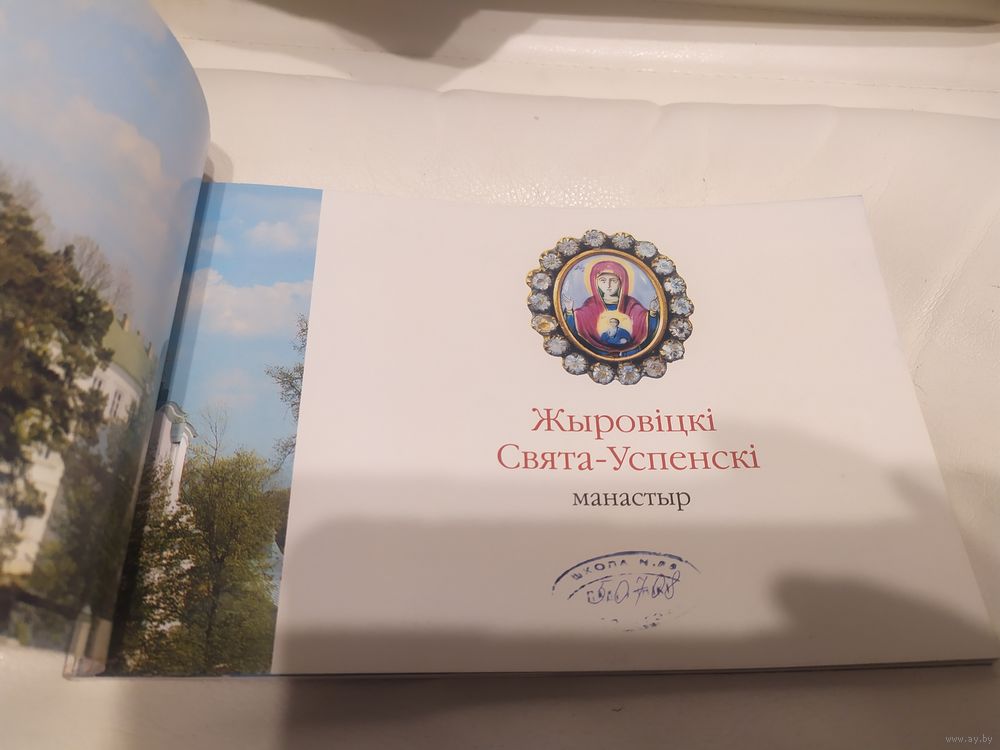 Жыровіцкі
Свята-Успенскі
манастыр
ШКОЛА N.
www.ay.by